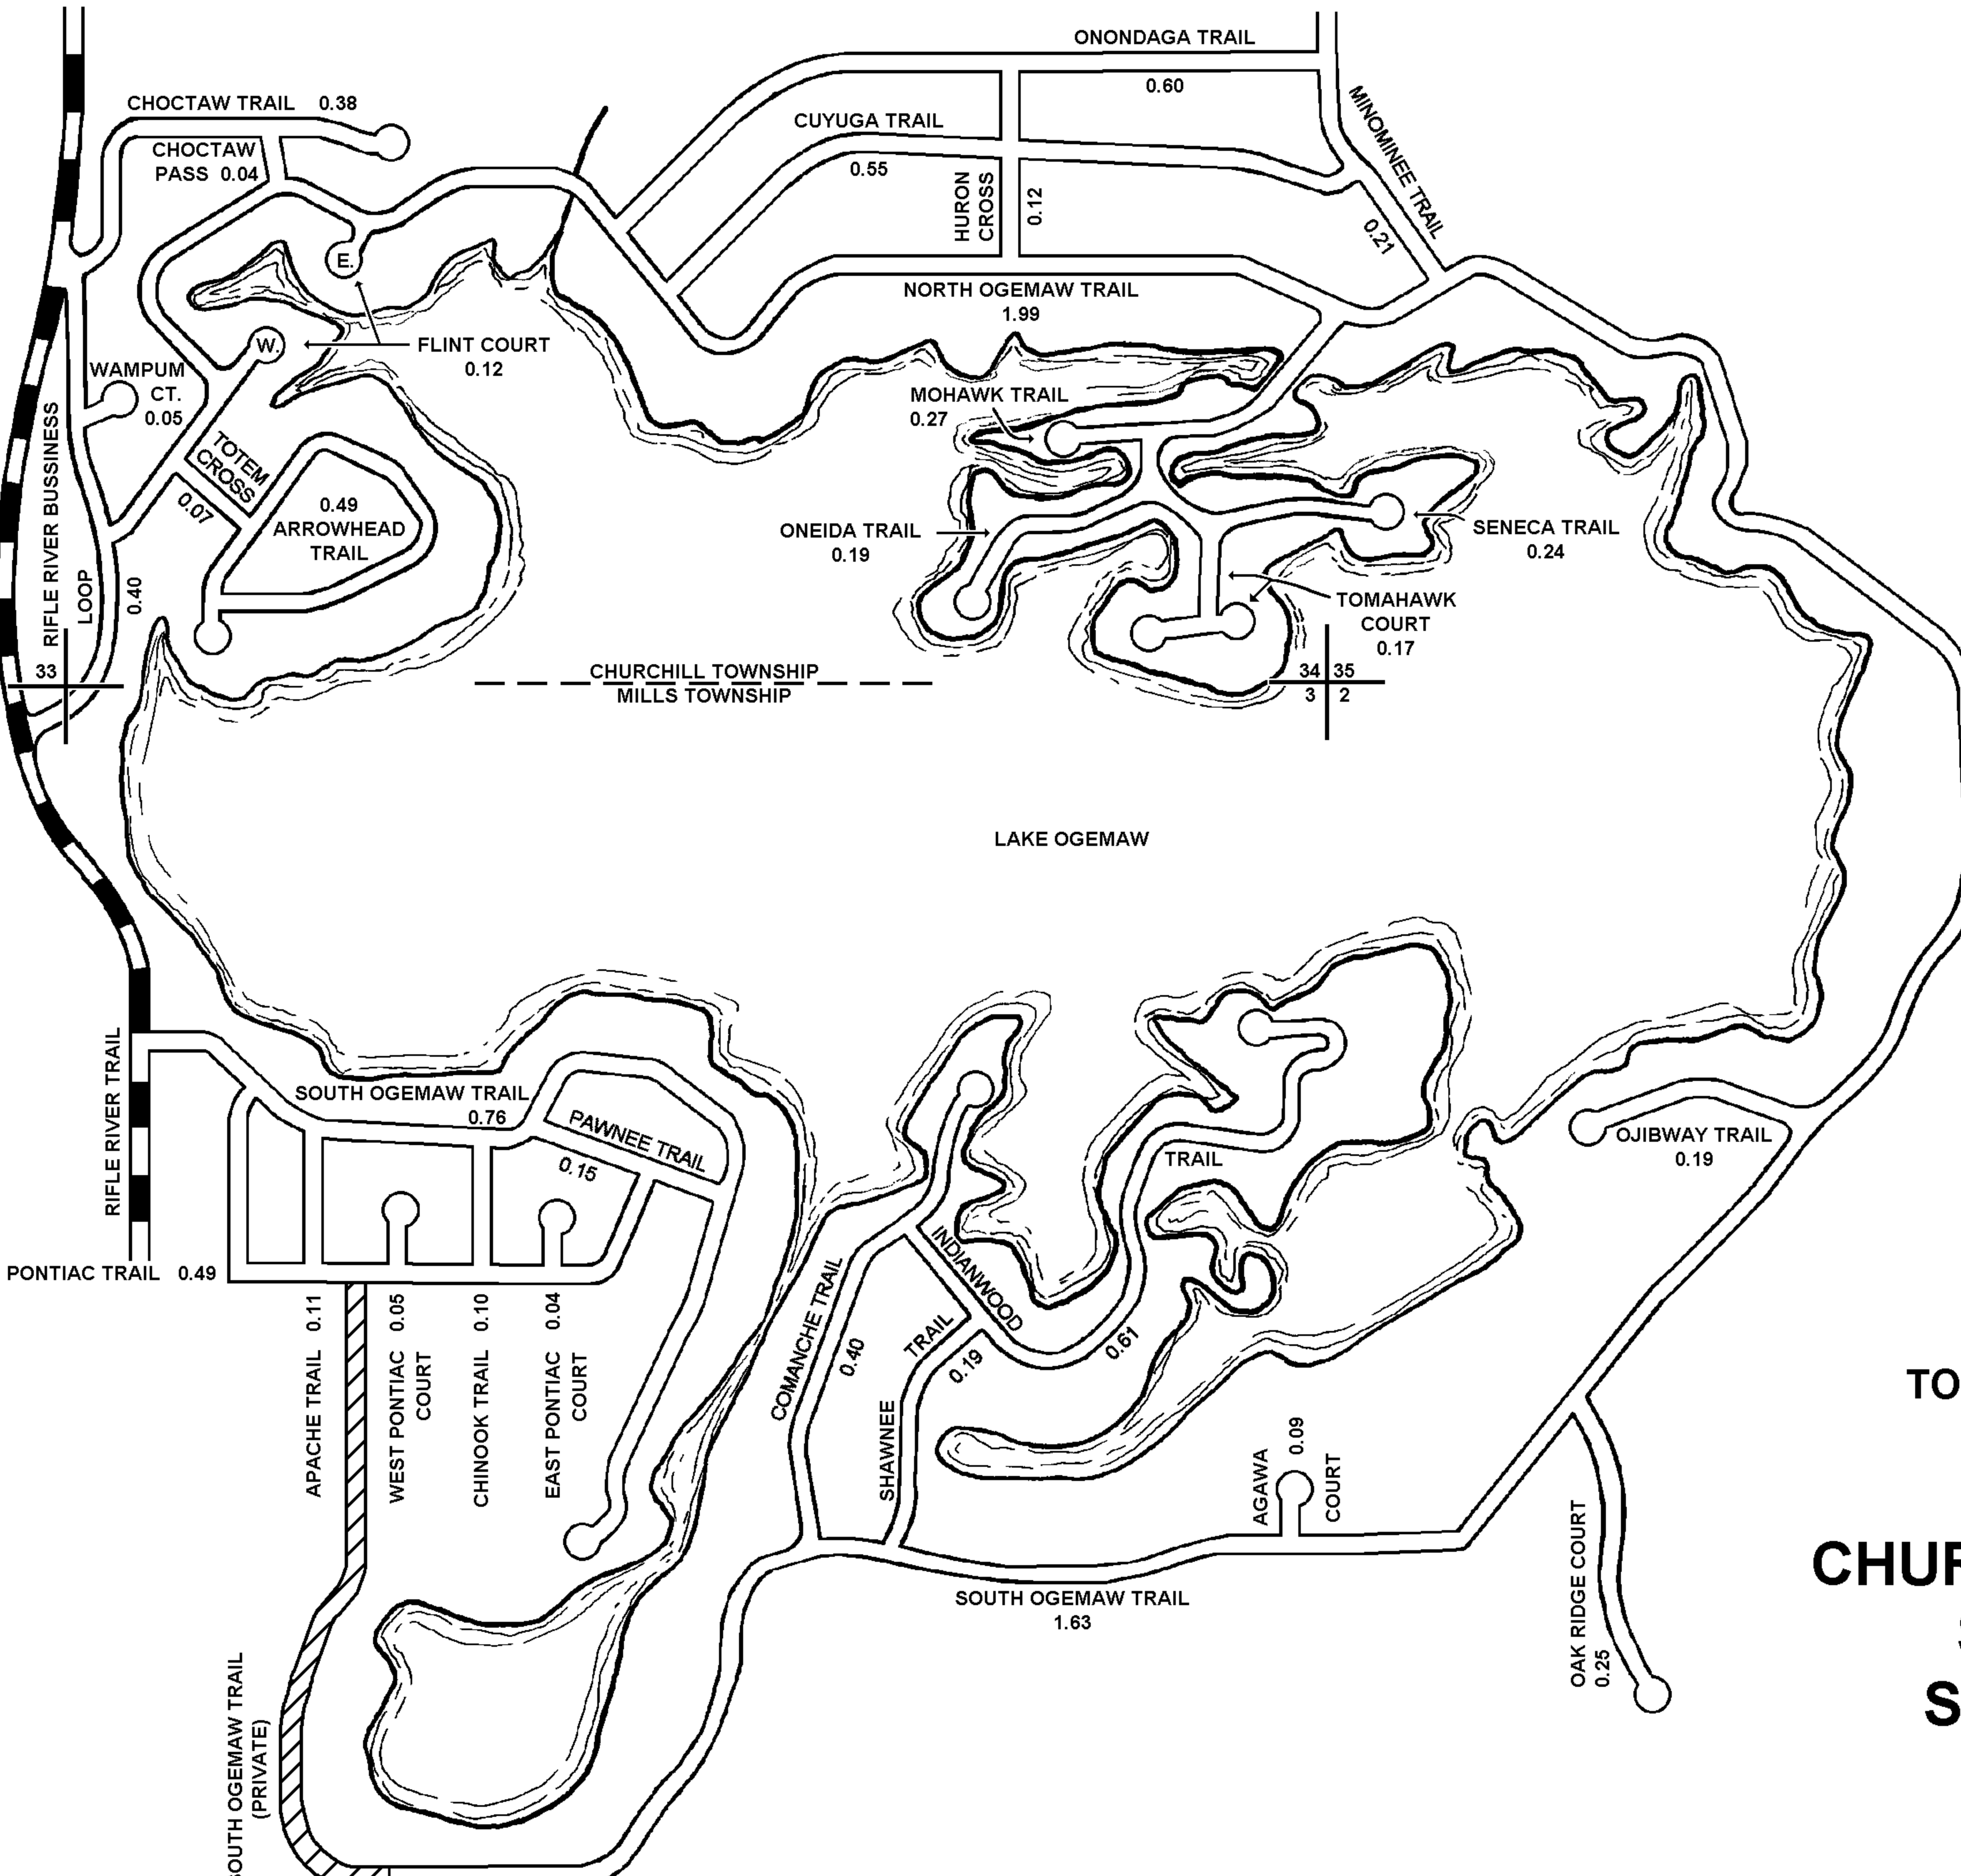 ONONDAGA TRAIL
0.60
CHOCTAW TRAIL 0.38
CHOCTAW
PASS 0.04
CUYUGA TRAIL
0.55
MINOMINEE TRAIL
0.21
HURON
CROSS
0.12
E.
NORTH OGEMAW TRAIL
1.99
W.
FLINT COURT
0.12
WAMPUM
CT.
0.05
MOHAWK TRAIL
0.27
TOTEM
CROSS
0.07
RIFLE RIVER BUSSINESS
LOOP
0.40
0.49
ARROWHEAD
TRAIL
ONEIDA TRAIL
0.19
SENECA TRAIL
0.24
TOMAHAWK
COURT
0.17
33
34 35
3 2
CHURCHILL TOWNSHIP
MILLS TOWNSHIP
LAKE OGEMAW
RIFLE RIVER TRAIL
SOUTH OGEMAW TRAIL
0.76
PAWNEE TRAIL
0.15
TRAIL
OJIBWAY TRAIL
0.19
INDIANWOOD
0.61
PONTIAC TRAIL 0.49
APACHE TRAIL 0.11
WEST PONTIAC 0.05
COURT
CHINOOK TRAIL 0.10
EAST PONTIAC 0.04
COURT
COMANCHE TRAIL
0.40
TRAIL
0.19
SHAWNEE
AGAWA 0.09
COURT
TO
OAK RIDGE COURT
0.25
CHUR
SOUTH OGEMAW TRAIL
1.63
SOUTH OGEMAW TRAIL
(PRIVATE)
S